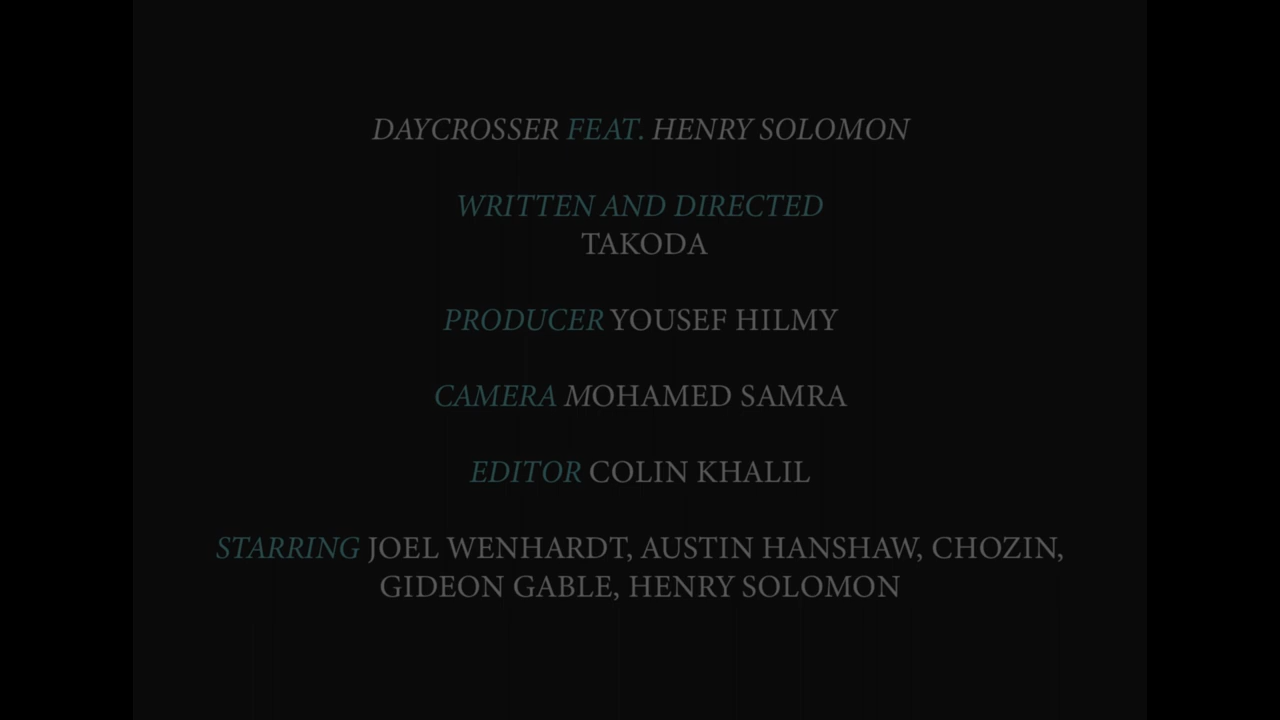 DAYCROSSER FEAT. HENRY SOLOMON
WRITTEN AND DIRECTED
TAKODA
PRODUCER YOUSEF HILMY
CAMERA MOHAMED SAMRA
EDITOR COLIN KHALIL
STARRING JOEL WENHARDT, AUSTIN HANSHAW, CHOZIN,
GIDEON GABLE, HENRY SOLOMON